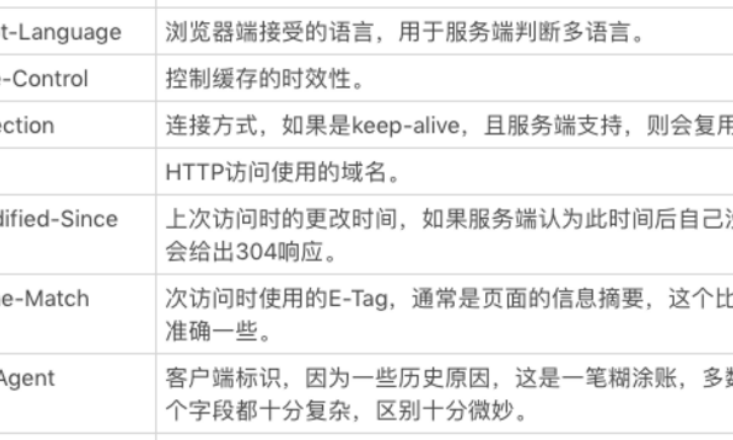 t-Language 浏览器端接受的语言，用于服务端判断多语言。
-Control 控制缓存的时效性。
ection 连接方式，如果是keep-alive，且服务端支持，则会复用
HTTP访问使用的域名。
dified-Since 上次访问时的更改时间，如果服务端认为此时间后自己
会给出304响应。
e-Match 次访问时使用的E-Tag，通常是页面的信息摘要，这个比
准确一些。
Agent 客户端标识，因为一些历史原因，这是一笔糊涂账，多数
个字段都十分复杂，区别十分微妙。